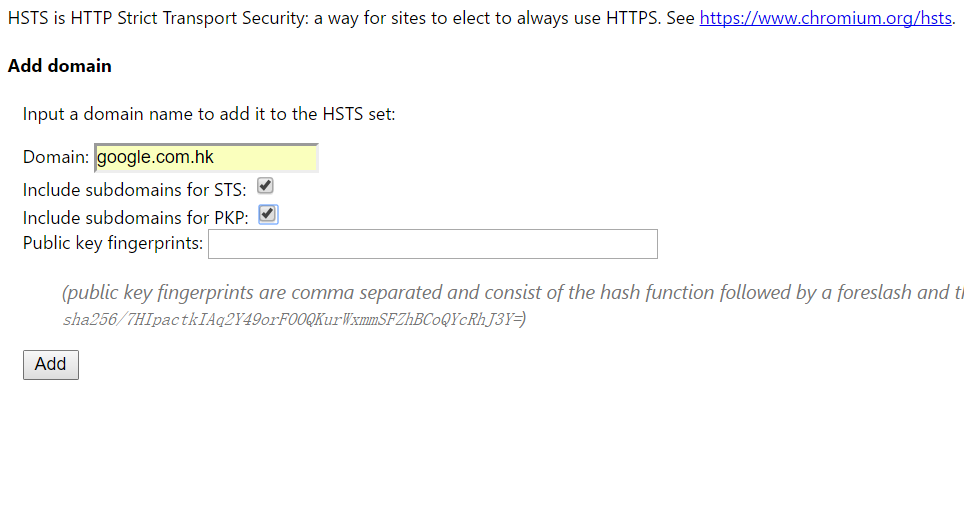 HSTS is HTTP Strict Transport Security: a way for sites to elect to always use HTTPS. See https://www.chromium.org/hsts.
Add domain
Input a domain name to add it to the HSTS set:
Domain: google.com.hk
Include subdomains for STS:
Include subdomains for PKP:
Public key fingerprints:
(public key fingerprints are comma separated and consist of the hash function followed by a foreslash and
sha256/7HIpactkIAq2Y49orFOOQKurWxmmSFZhBCoQYcRhJ3Y=)
Add